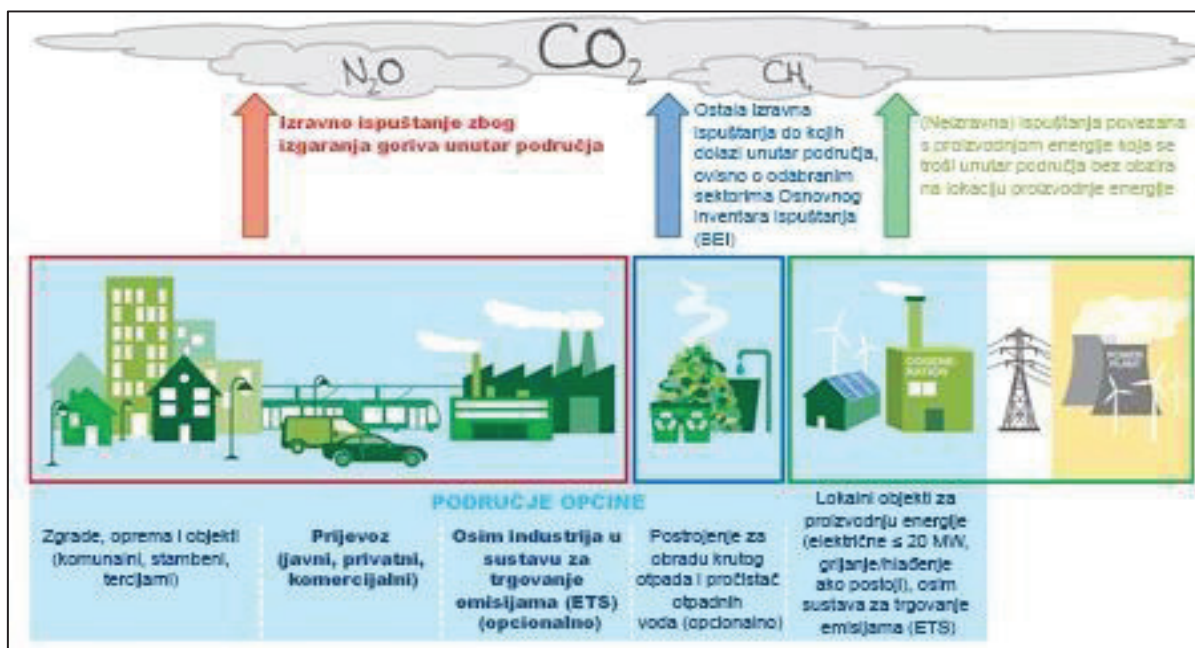 CO2
N2O
CH4
Izravno ispuštanje zbog
izgaranja goriva unutar područja
Ostala izravna
ispuštanja do kojih
dolazi unutar područja,
ovisno o odabranim
sektorima Osnovnog
inventara ispuštanja
(BEI)
(Neizravna) ispuštanja povezana
s proizvodnjom energije koja se
troši unutar područja bez obzira
na lokaciju proizvodnje energije
COGENE
RATION
POWER
PLANT
PODRUČJE OPĆINE
Zgrade, oprema i objekti
(komunalni, stambeni,
tercijarni)
Prijevoz
(javni, privatni,
komercijalni)
Osim industrija u
sustavu za
trgovanje
emisijama (ETS)
(opcionalno)
Postrojenje za
obradu krutog
otpada i pročistač
otpadnih
voda (opcionalno)
Lokalni objekti za
proizvodnju energije
(električne ≤ 20 MW,
grijanje/hlađenje
ako postoji), osim
sustava za trgovanje
emisijama (ETS)